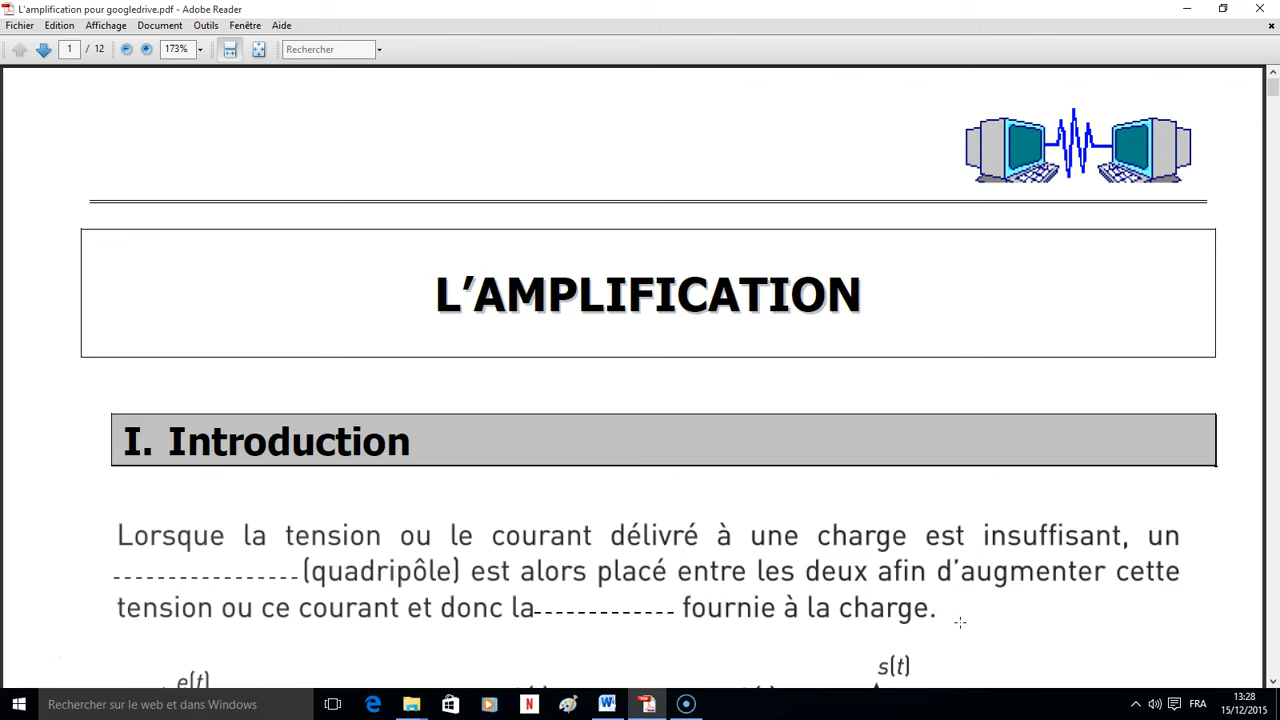 L'amplification pour googledrive.pdf - Adobe Reader
Fichier Edition Affichage Document Outils Fenêtre Aide
1 / 12 173% Rechercher
L'AMPLIFICATION
I. Introduction
Lorsque la tension ou le courant délivré à une charge est insuffisant, un
----------------- (quadripôle) est alors placé entre les deux afin d'augmenter cette
tension ou ce courant et donc la------------- fournie à la charge.
s(t)
e(t)
Rechercher sur le web et dans Windows
FRA
13:28
15/12/2015